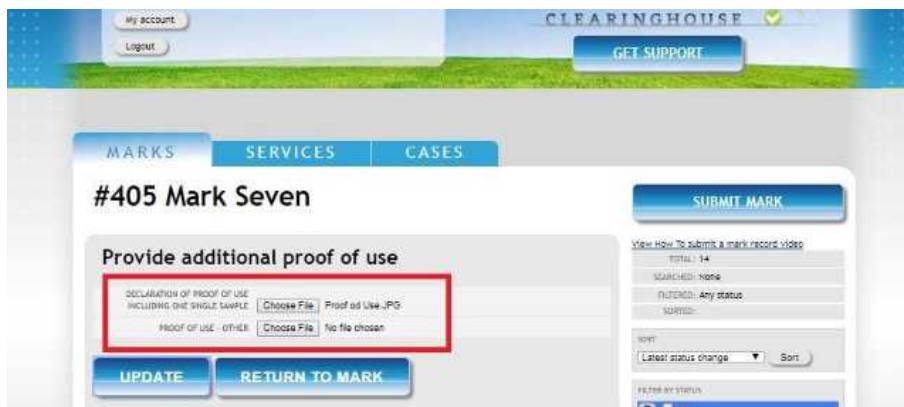 My account
Logout
CLEARINGHOUSE
GET SUPPORT
MARKS SERVICES CASES
#405 Mark Seven
Provide additional proof of use
DECLARATION OF PROOF OF USE
INCLUDING ONE SINGLE SAMPLE Choose File Proof od Use.JPG
PROOF OF USE - OTHER Choose File No file chosen
UPDATE RETURN TO MARK
SUBMIT MARK
View How To submit a mark record video
TOTAL: 14
SEARCHED: None
FILTERED: Any status
SORTED:
SORT
Latest status change Sort
FILTER BY STATUS